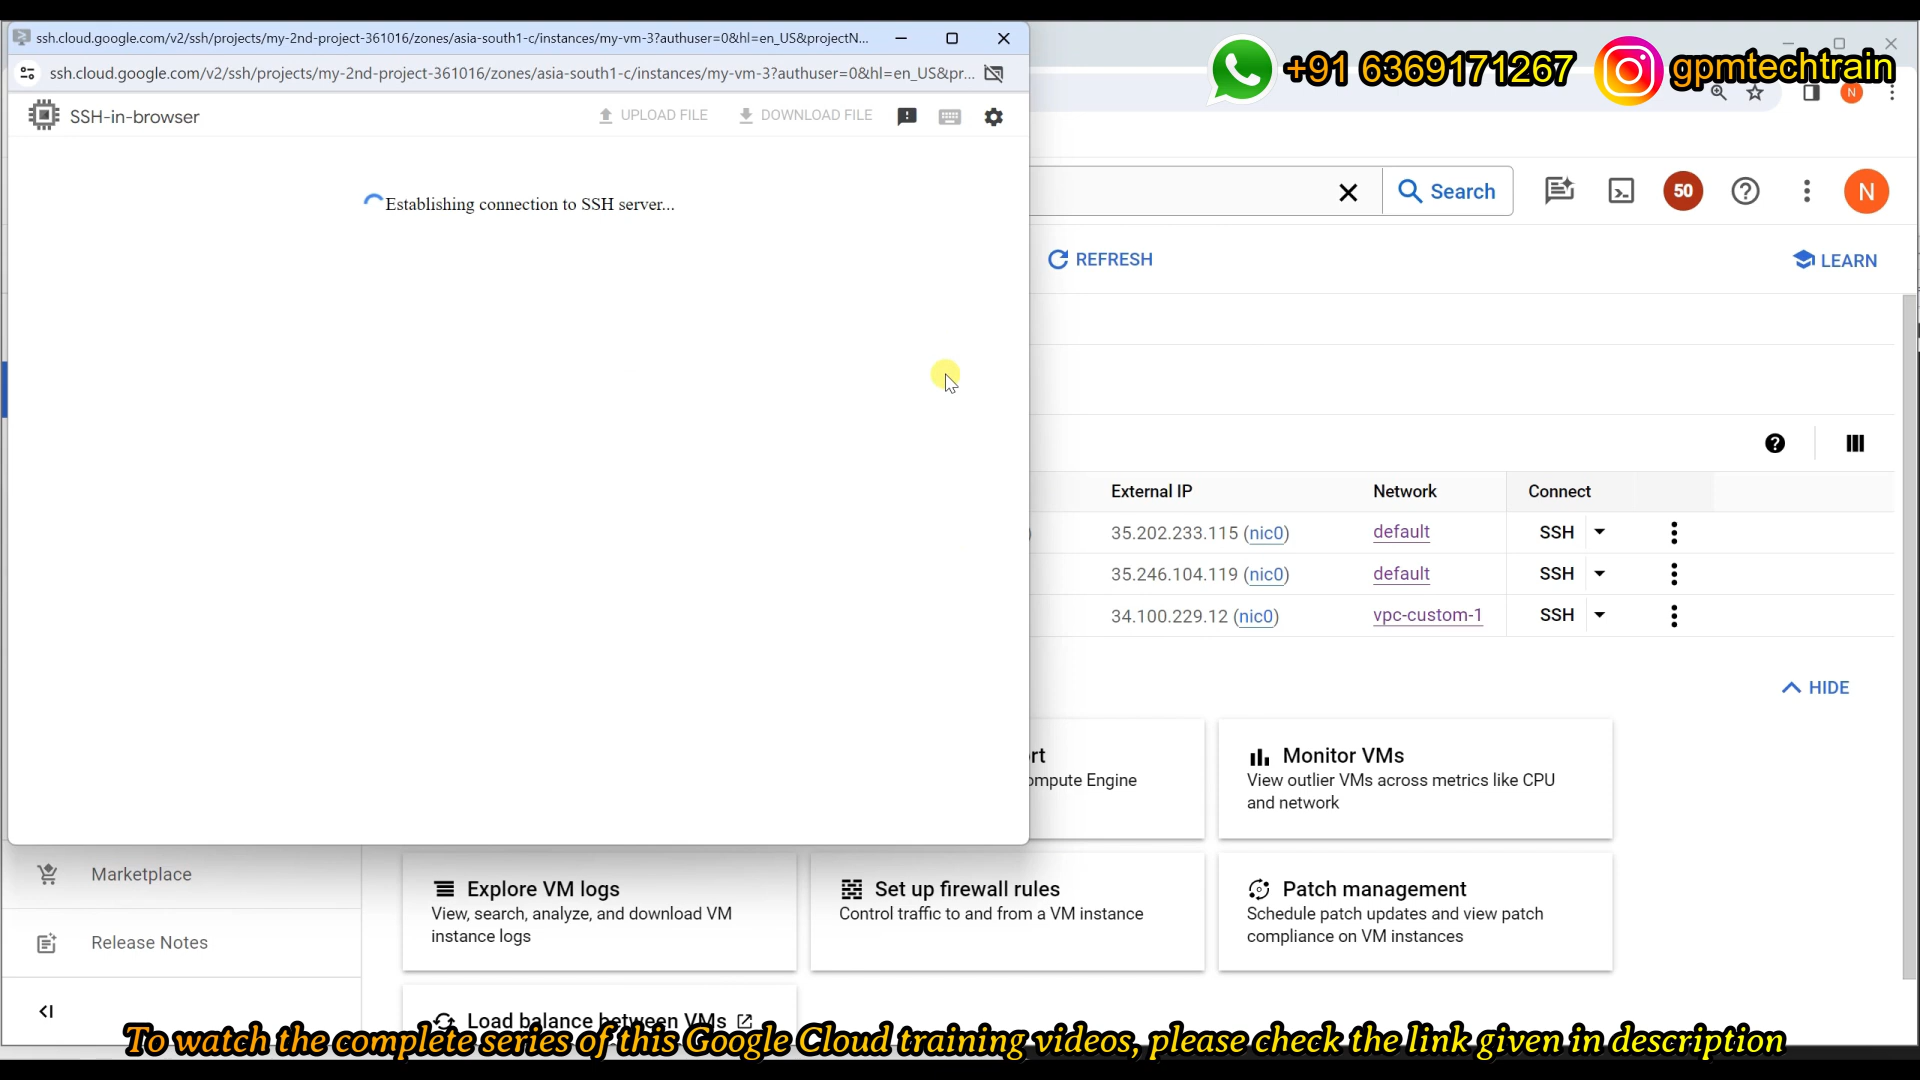 ssh.cloud.google.com/v2/ssh/projects/my-2nd-project-361016/zones/asia-south1-c/instances/my-vm-3?authuser=0&hl=en_US&projectN...
ssh.cloud.google.com/v2/ssh/projects/my-2nd-project-361016/zones/asia-south1-c/instances/my-vm-3?authuser=0&hl=en_US&pr...
+91 6369171267 gpmtechtrain
N
SSH-in-browser
UPLOAD FILE DOWNLOAD FILE
Search
50
N
Establishing connection to SSH server...
REFRESH
LEARN
External IP Network Connect
) 35.202.233.115 (nic0) default SSH
35.246.104.119 (nic0) default SSH
34.100.229.12 (nic0) vpc-custom-1 SSH
HIDE
rt
ompute Engine
Monitor VMs
View outlier VMs across metrics like CPU
and network
Marketplace
Release Notes
Explore VM logs
View, search, analyze, and download VM
instance logs
Set up firewall rules
Control traffic to and from a VM instance
Patch management
Schedule patch updates and view patch
compliance on VM instances
Load balance between VMs
To watch the complete series of this Google Cloud training videos, please check the link given in description